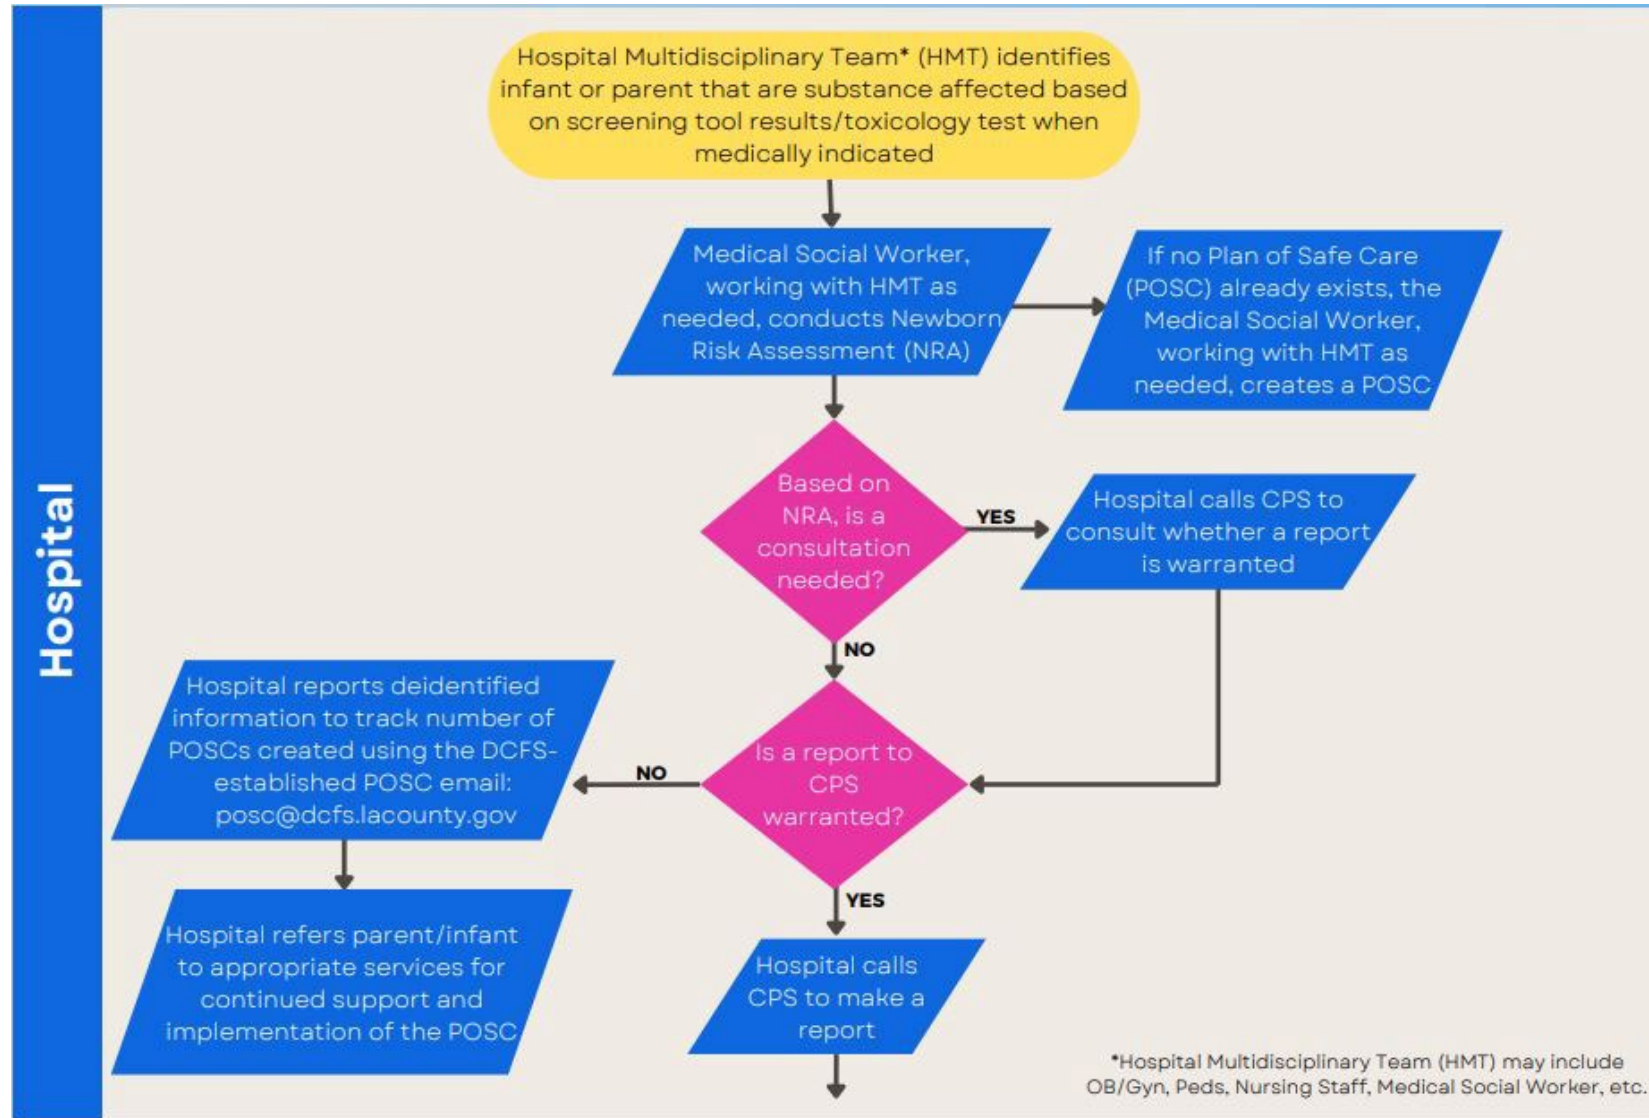 Hospital
Hospital Multidisciplinary Team* (HMT) identifies
infant or parent that are substance affected based
on screening tool results/toxicology test when
medically indicated
Medical Social Worker,
working with HMT as
needed, conducts Newborn
Risk Assessment (NRA)
If no Plan of Safe Care
(POSC) already exists, the
Medical Social Worker,
working with HMT as
needed, creates a POSC
Based on
NRA, is a
consultation
needed?
YES
Hospital calls CPS to
consult whether a report
is warranted
NO
Is a report to
CPS
warranted?
NO
Hospital reports deidentified
information to track number of
POSCs created using the DCFS-
established POSC email:
posc@dcfs.lacounty.gov
Hospital refers parent/infant
to appropriate services for
continued support and
implementation of the POSC
YES
Hospital calls
CPS to make a
report
*Hospital Multidisciplinary Team (HMT) may include
OB/Gyn, Peds, Nursing Staff, Medical Social Worker, etc.